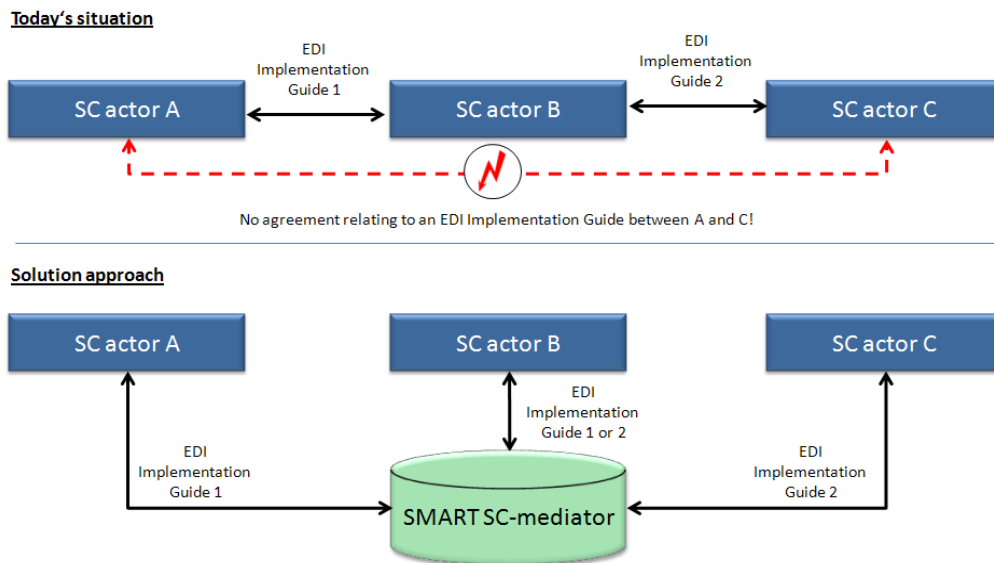 Today's situation
EDI
Implementation
Guide 1
EDI
Implementation
Guide 2
SC actor A
SC actor B
SC actor C
No agreement relating to an EDI Implementation Guide between A and C!
Solution approach
SC actor A
SC actor B
SC actor C
EDI
Implementation
Guide 1 or 2
EDI
Implementation
Guide 1
EDI
Implementation
Guide 2
SMART SC-mediator